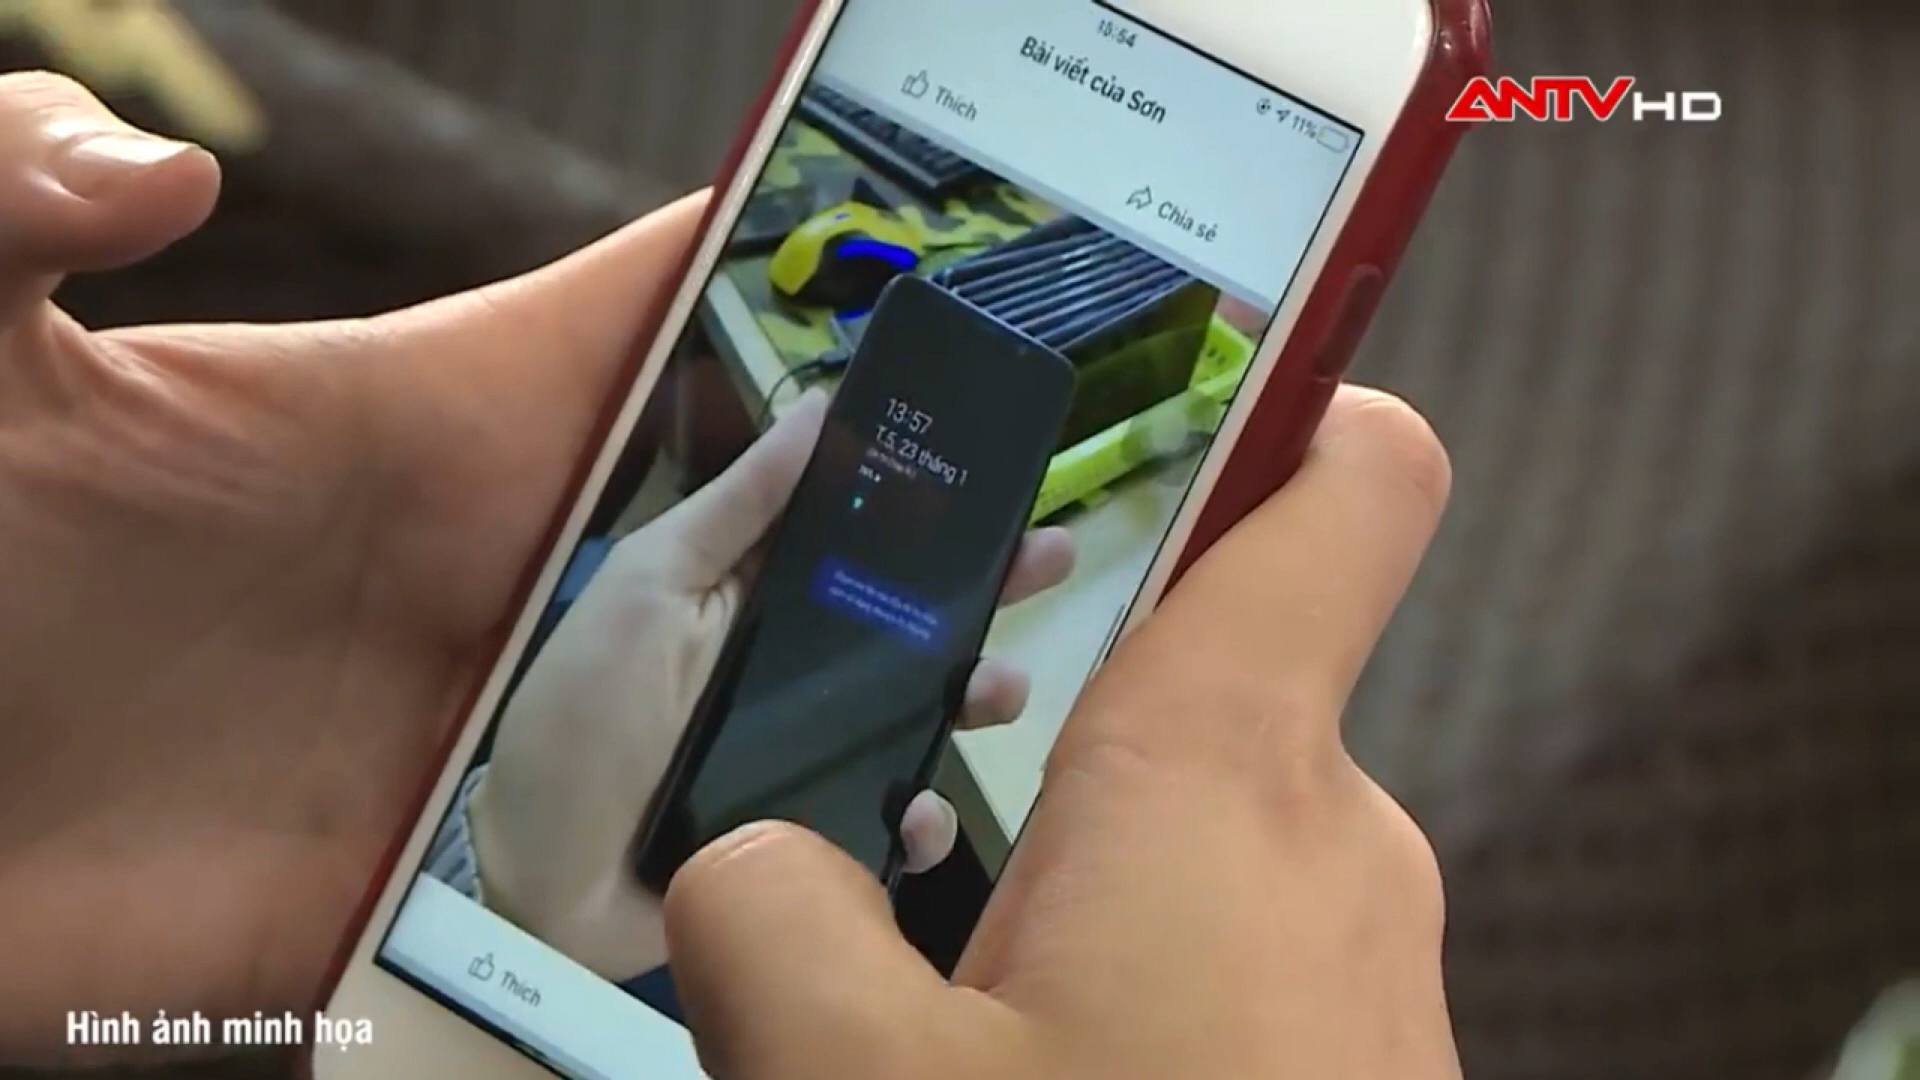 ANTV HD
15:54
Bài viết của Sơn
11%
Thích
Chia sẻ
13:57
T.5, 23 tháng 1
Thích
Hình ảnh minh họa